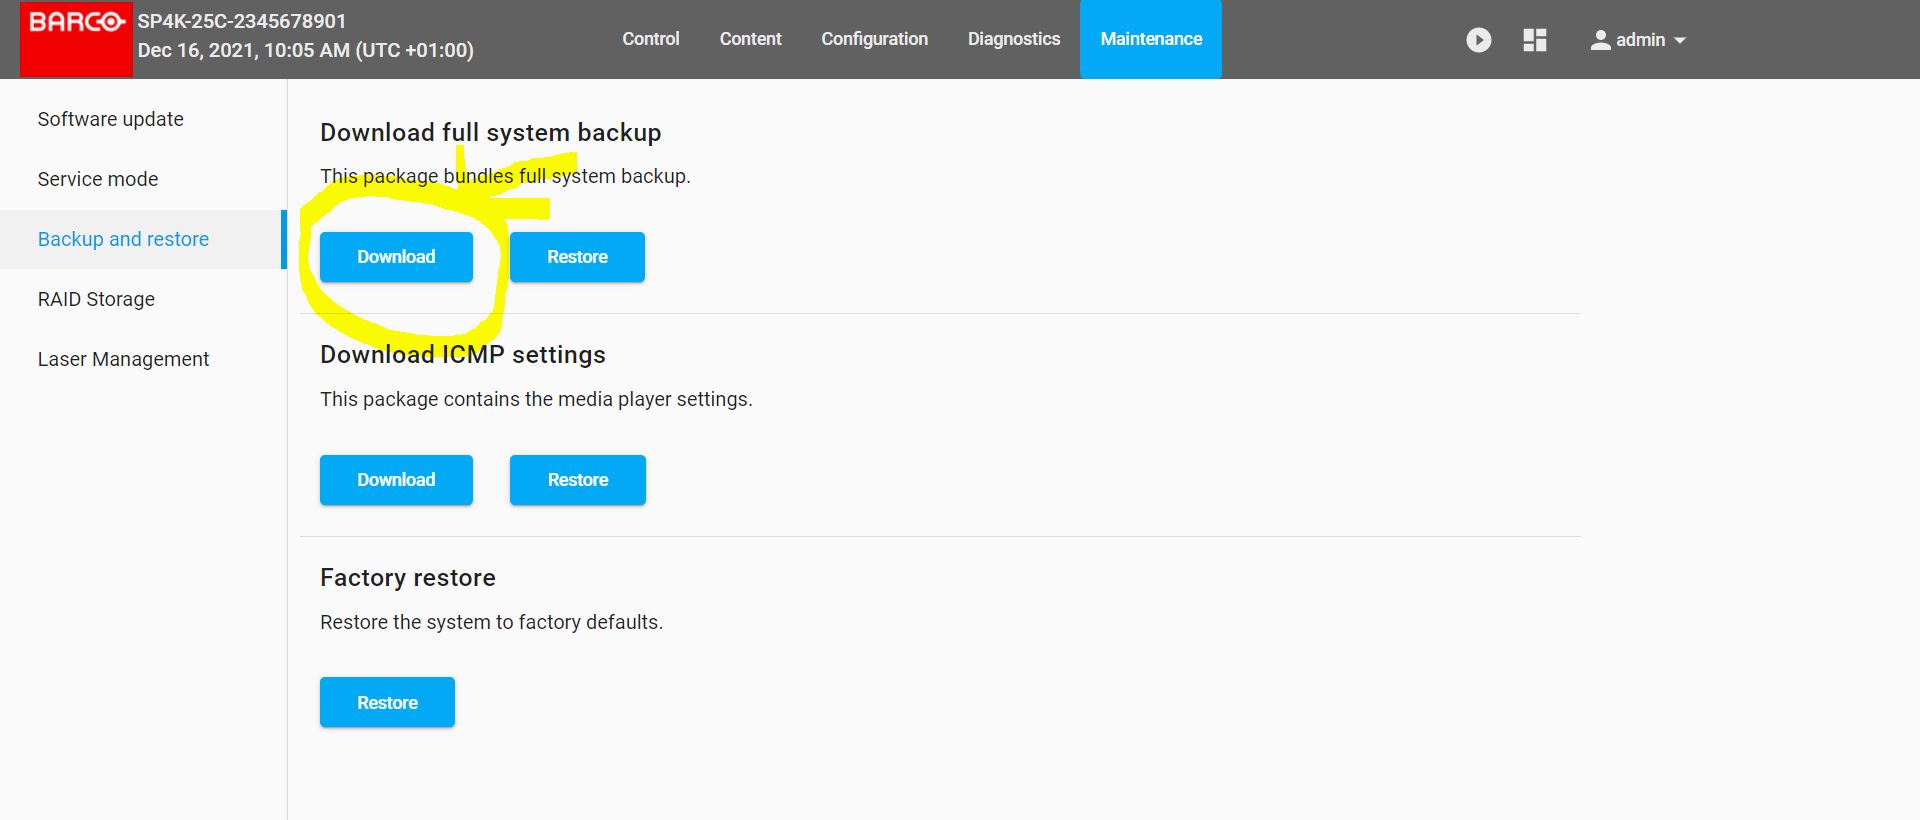 BARCO
SP4K-25C-2345678901
Dec 16, 2021, 10:05 AM (UTC +01:00)
Control Content Configuration Diagnostics Maintenance
admin
Software update
Service mode
Backup and restore
RAID Storage
Laser Management
Download full system backup
This package bundles full system backup.
Download Restore
Download ICMP settings
This package contains the media player settings.
Download Restore
Factory restore
Restore the system to factory defaults.
Restore